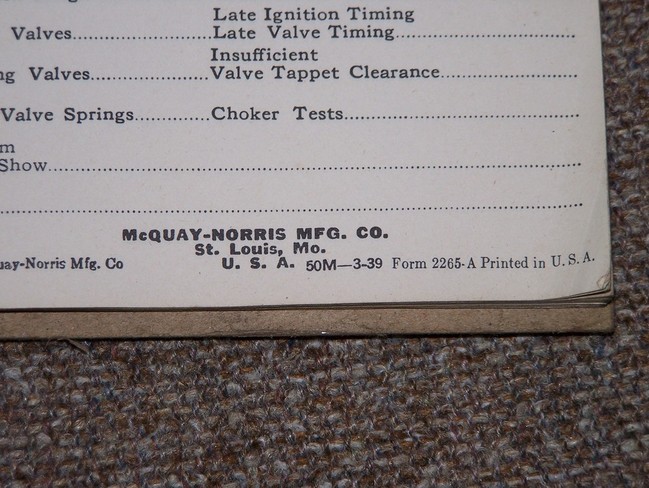 Late Ignition Timing
Valves..............................Late Valve Timing........................................
Insufficient
Valves.........................Valve Tappet Clearance..............................
Valve Springs................Choker Tests.....................................................
Show.............................................................................................................................
.......................................................................................................................................
McQUAY-NORRIS MFG. CO.
St. Louis, Mo.
uay-Norris Mfg. Co U. S. A. 50M—3-39 Form 2265-A Printed in U. S. A.